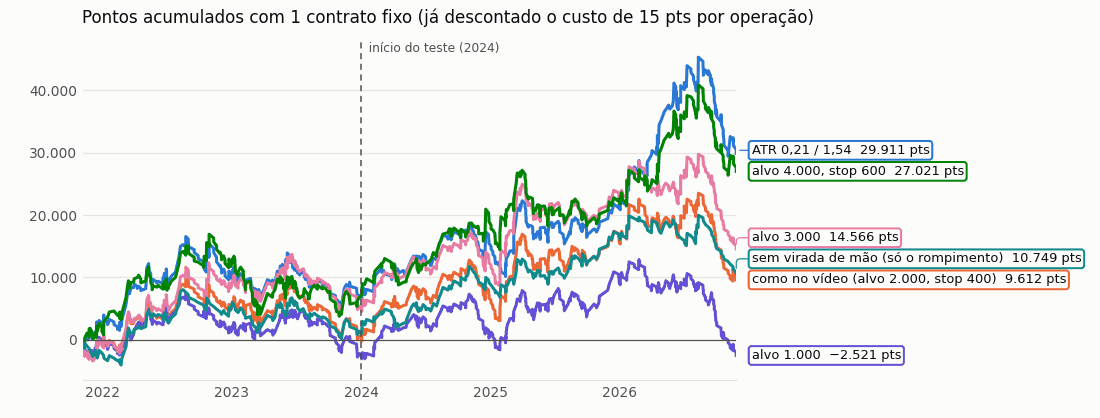 Pontos acumulados com 1 contrato fixo (já descontado o custo de 15 pts por operação)
início do teste (2024)
40.000
30.000
20.000
10.000
0
ATR 0,21 / 1,54  29.911 pts
alvo 4.000, stop 600  27.021 pts
alvo 3.000  14.566 pts
sem virada de mão (só o rompimento)  10.749 pts
como no vídeo (alvo 2.000, stop 400)  9.612 pts
alvo 1.000  −2.521 pts
2022
2023
2024
2025
2026